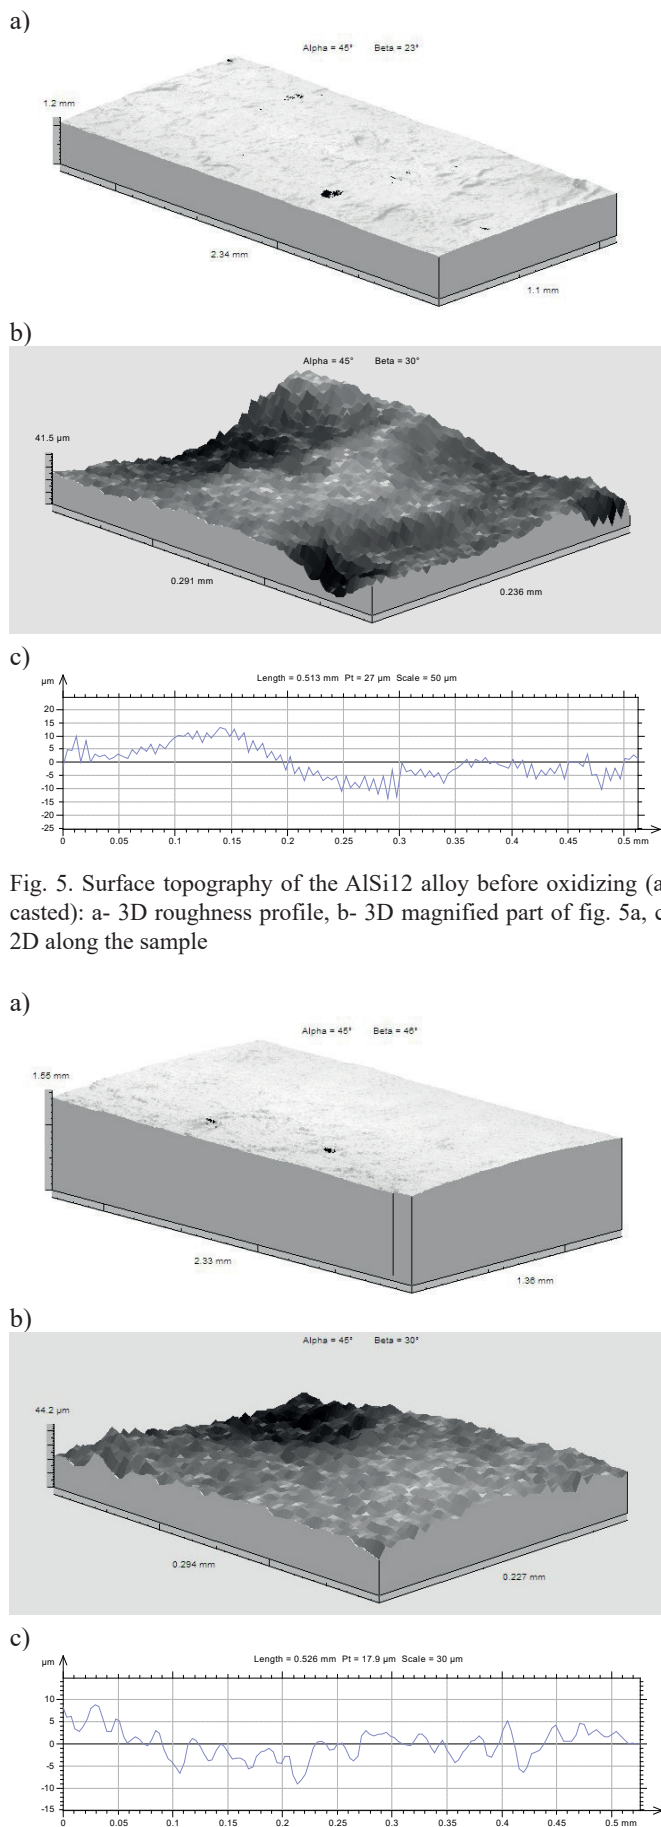 a)
Alpha = 45° Beta = 23°
1.2 mm
2.34 mm
1.1 mm
b)
Alpha = 45° Beta = 30°
41.5 µm
0.291 mm
0.236 mm
c)
µm
Length = 0.513 mm Pt = 27 µm Scale = 50 µm
20
15
10
5
0
-5
-10
-15
-20
-25
0 0.05 0.1 0.15 0.2 0.25 0.3 0.35 0.4 0.45 0.5 mm
Fig. 5. Surface topography of the AlSi12 alloy before oxidizing (a
casted): a- 3D roughness profile, b- 3D magnified part of fig. 5a, c
2D along the sample
a)
Alpha = 45° Beta = 46°
1.55 mm
2.33 mm
1.36 mm
b)
Alpha = 45° Beta = 30°
44.2 µm
0.294 mm
0.227 mm
c)
µm
Length = 0.526 mm Pt = 17.9 µm Scale = 30 µm
10
5
0
-5
-10
-15
0 0.05 0.1 0.15 0.2 0.25 0.3 0.35 0.4 0.45 0.5 mm